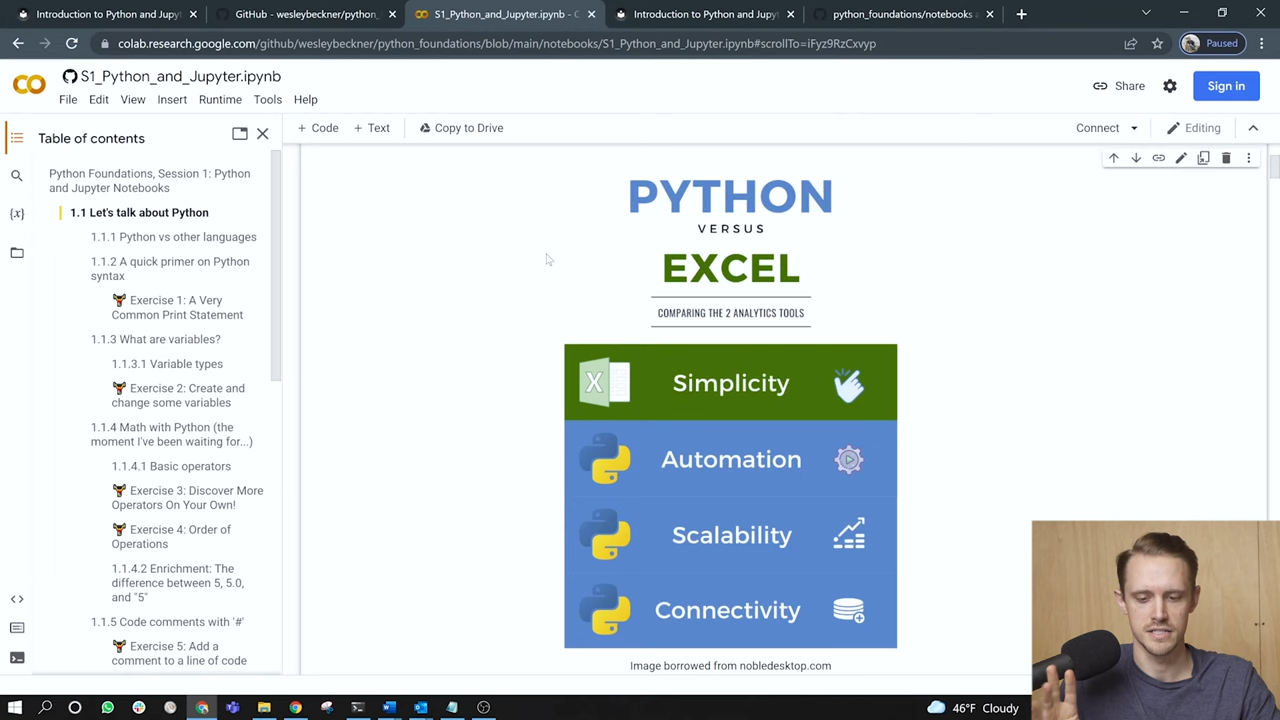 Introduction to Python and Jupy
GitHub - wesleybeckner/python_
S1_Python_and_Jupyter.ipynb - C
Introduction to Python and Jupy
python_foundations/notebooks
colab.research.google.com/github/wesleybeckner/python_foundations/blob/main/notebooks/S1_Python_and_Jupyter.ipynb#scrollTo=iFyz9RzCxvyp
Paused
S1_Python_and_Jupyter.ipynb
File Edit View Insert Runtime Tools Help
Share
Sign in
Table of contents
+ Code + Text Copy to Drive
Connect
Editing
Python Foundations, Session 1: Python
and Jupyter Notebooks
1.1 Let's talk about Python
1.1.1 Python vs other languages
1.1.2 A quick primer on Python
syntax
Exercise 1: A Very
Common Print Statement
1.1.3 What are variables?
1.1.3.1 Variable types
Exercise 2: Create and
change some variables
1.1.4 Math with Python (the
moment I've been waiting for...)
1.1.4.1 Basic operators
Exercise 3: Discover More
Operators On Your Own!
Exercise 4: Order of
Operations
1.1.4.2 Enrichment: The
difference between 5, 5.0,
and "5"
1.1.5 Code comments with '#'
Exercise 5: Add a
comment to a line of code
PYTHON
VERSUS
EXCEL
COMPARING THE 2 ANALYTICS TOOLS
X
Simplicity
Automation
Scalability
Connectivity
Image borrowed from nobledesktop.com
46°F Cloudy